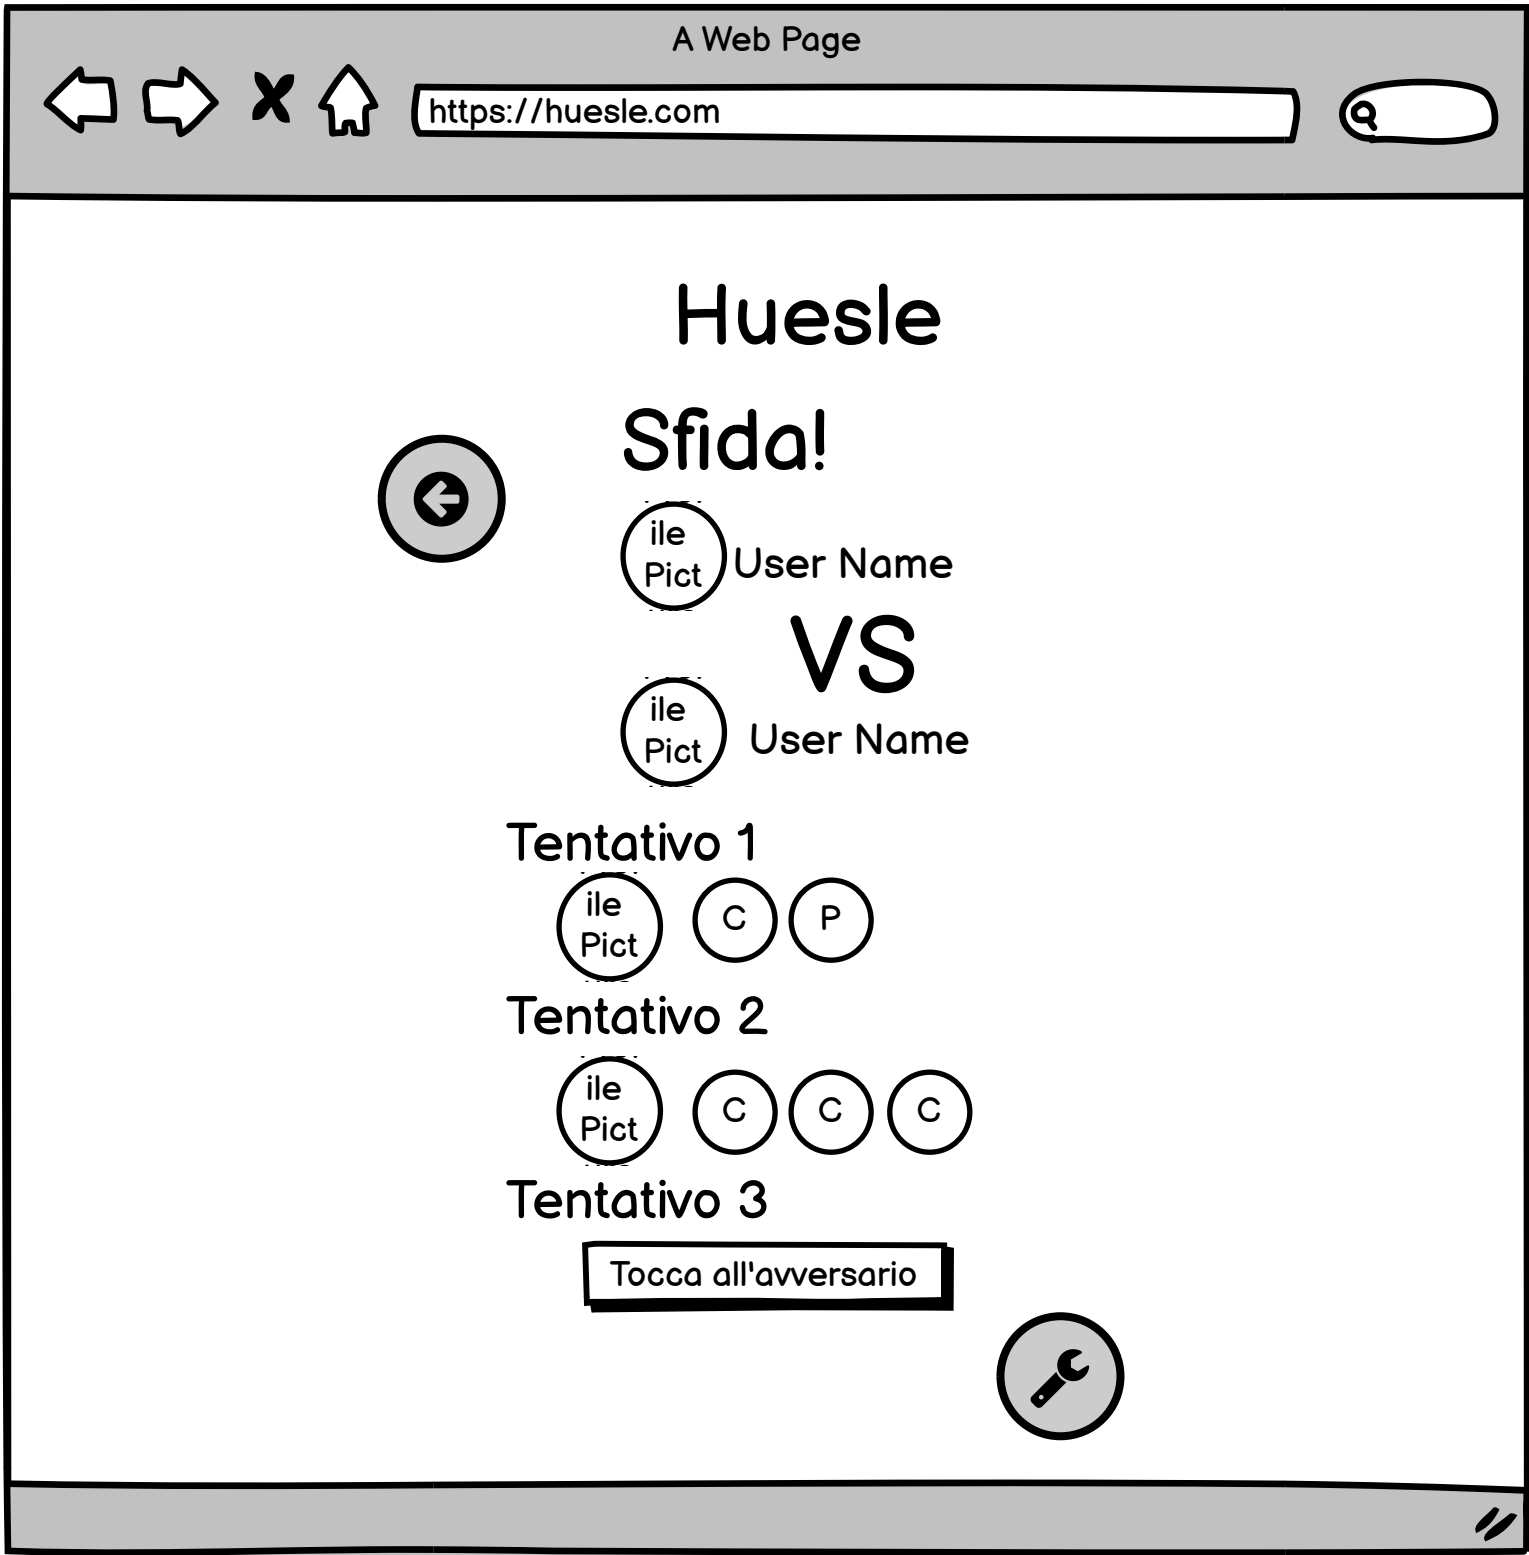 A Web Page
https://huesle.com
Huesle
Sfida!
ile
Pict
User Name
VS
ile
Pict
User Name
Tentativo 1
ile
Pict
C P
Tentativo 2
ile
Pict
C C C
Tentativo 3
Tocca all'avversario